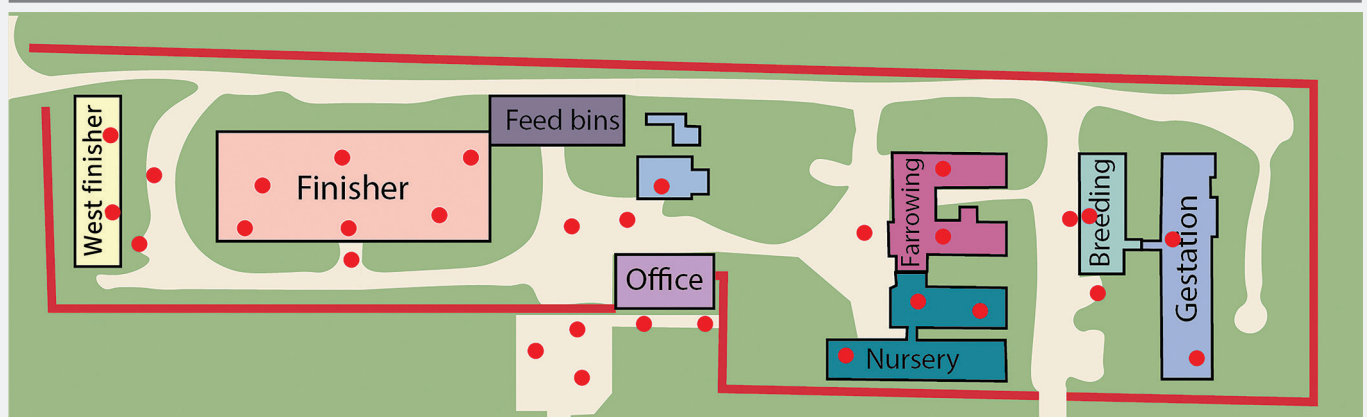 West finisher
Finisher
Feed bins
Office
Farrowing
Nursery
Breeding
Gestation